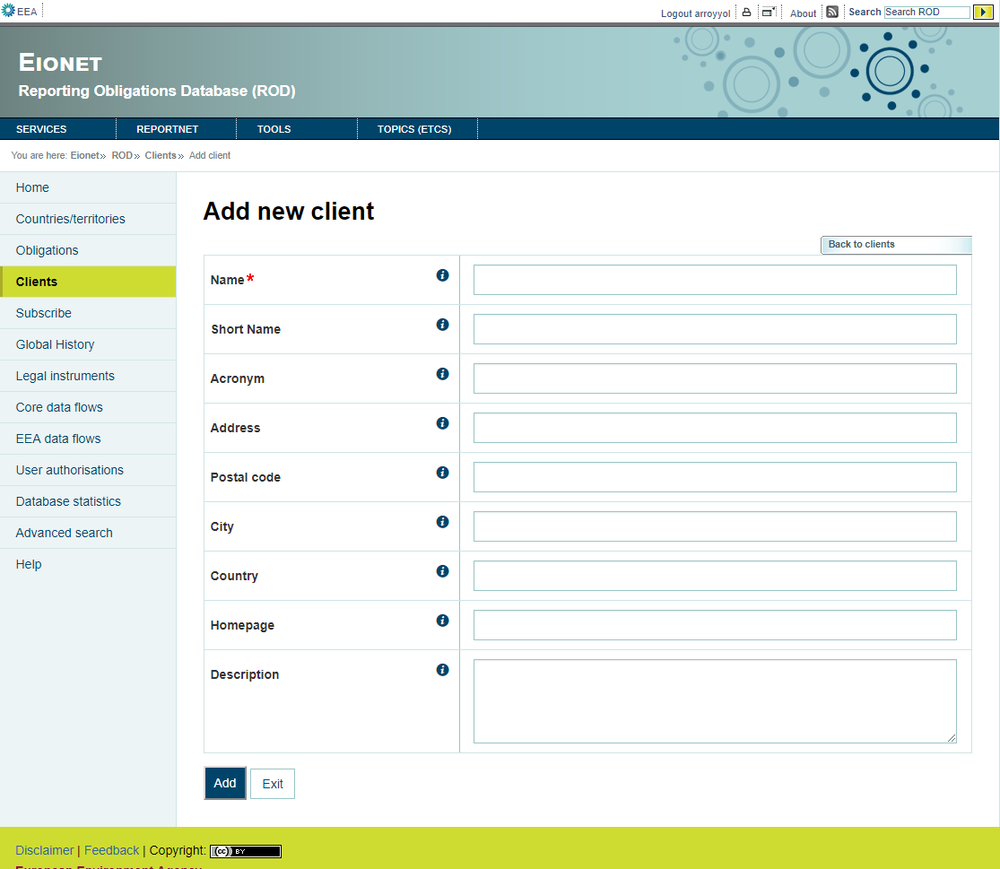 EEA
Logout arroyyol
About
Search Search ROD
EIONET
Reporting Obligations Database (ROD)
SERVICES REPORTNET TOOLS TOPICS (ETCS)
You are here: Eionet» ROD» Clients» Add client
Home
Countries/territories
Obligations
Clients
Subscribe
Global History
Legal instruments
Core data flows
EEA data flows
User authorisations
Database statistics
Advanced search
Help
Add new client
Back to clients
Name*
Short Name
Acronym
Address
Postal code
City
Country
Homepage
Description
Add Exit
Disclaimer | Feedback | Copyright: (cc) BY
European Environment Agency